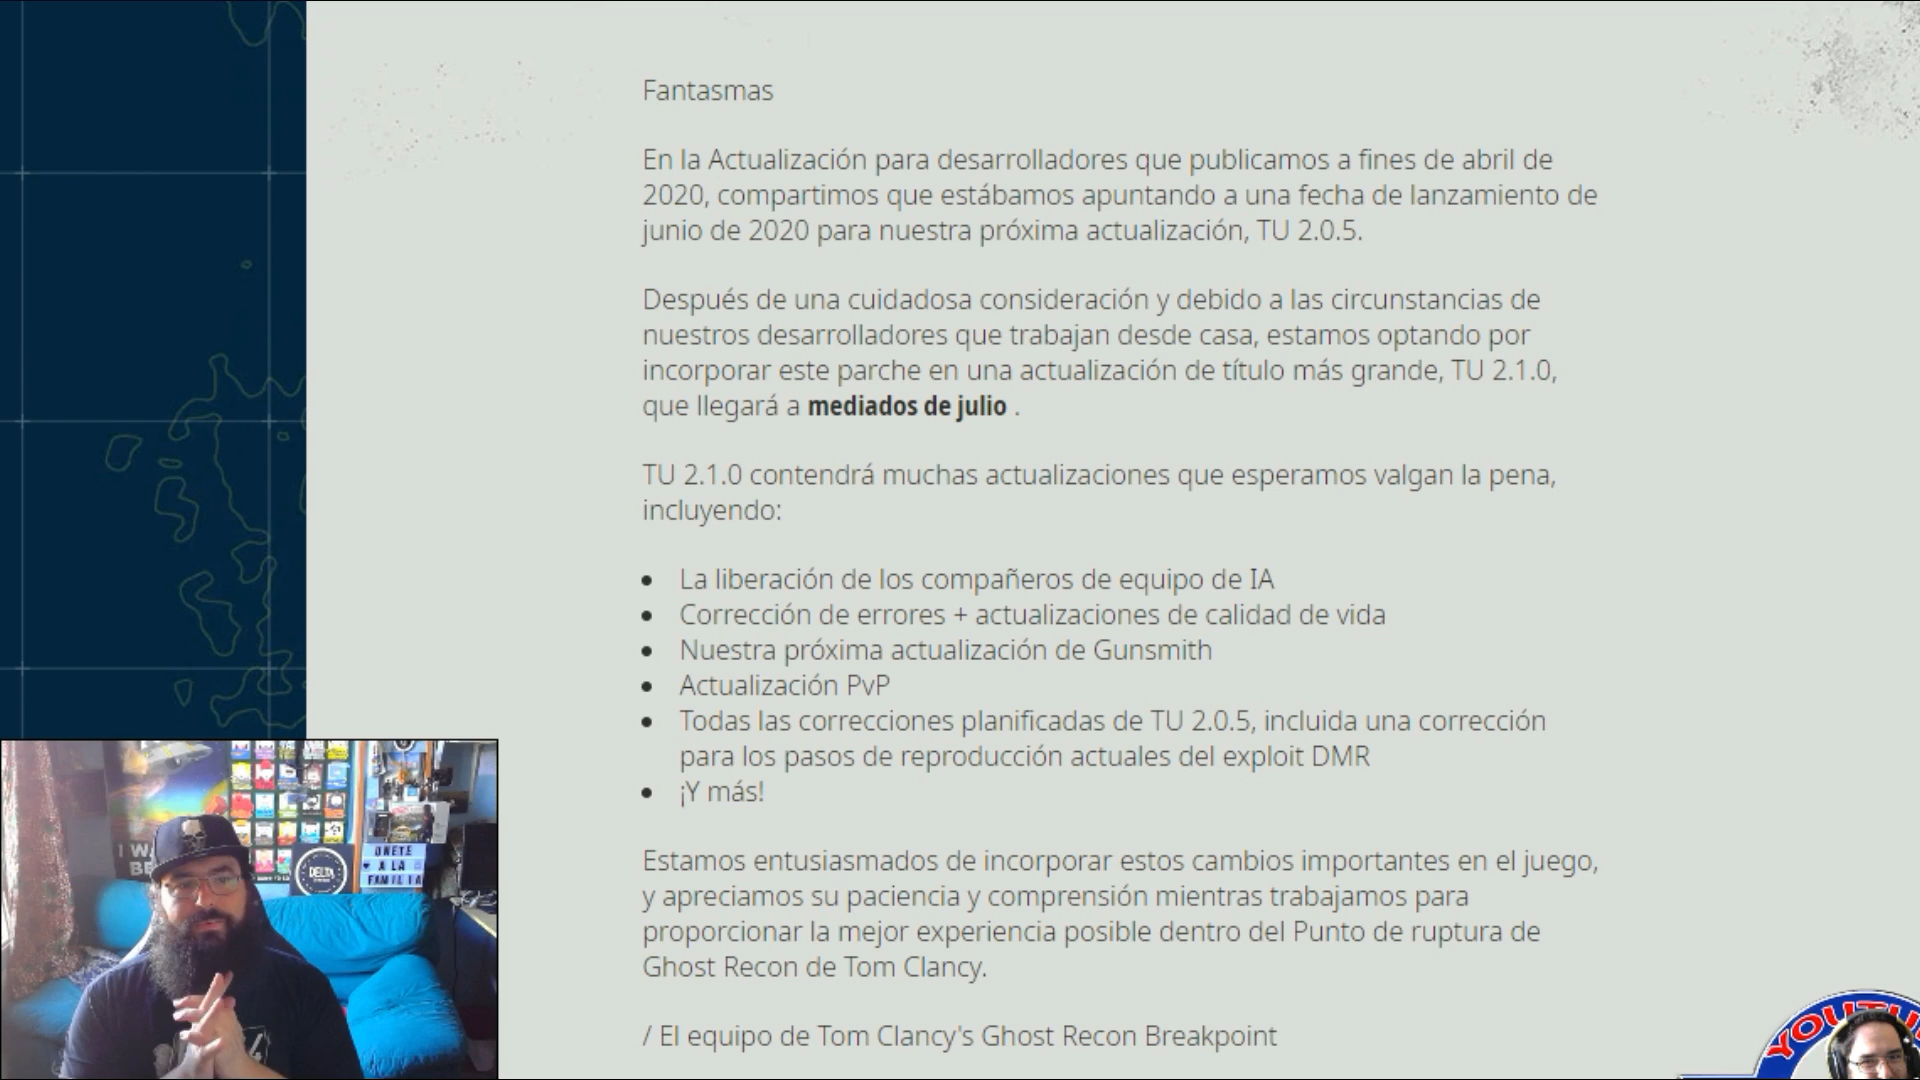 Fantasmas
En la Actualización para desarrolladores que publicamos a fines de abril de
2020, compartimos que estábamos apuntando a una fecha de lanzamiento de
junio de 2020 para nuestra próxima actualización, TU 2.0.5.
Después de una cuidadosa consideración y debido a las circunstancias de
nuestros desarrolladores que trabajan desde casa, estamos optando por
incorporar este parche en una actualización de título más grande, TU 2.1.0,
que llegará a mediados de julio .
TU 2.1.0 contendrá muchas actualizaciones que esperamos valgan la pena,
incluyendo:
La liberación de los compañeros de equipo de IA
Corrección de errores + actualizaciones de calidad de vida
Nuestra próxima actualización de Gunsmith
Actualización PvP
Todas las correcciones planificadas de TU 2.0.5, incluida una corrección
para los pasos de reproducción actuales del exploit DMR
¡Y más!
Estamos entusiasmados de incorporar estos cambios importantes en el juego,
y apreciamos su paciencia y comprensión mientras trabajamos para
proporcionar la mejor experiencia posible dentro del Punto de ruptura de
Ghost Recon de Tom Clancy.
/ El equipo de Tom Clancy's Ghost Recon Breakpoint
I WA
BE
DELTA
ÚNETE
A LA
FAMILIA
YOUTU